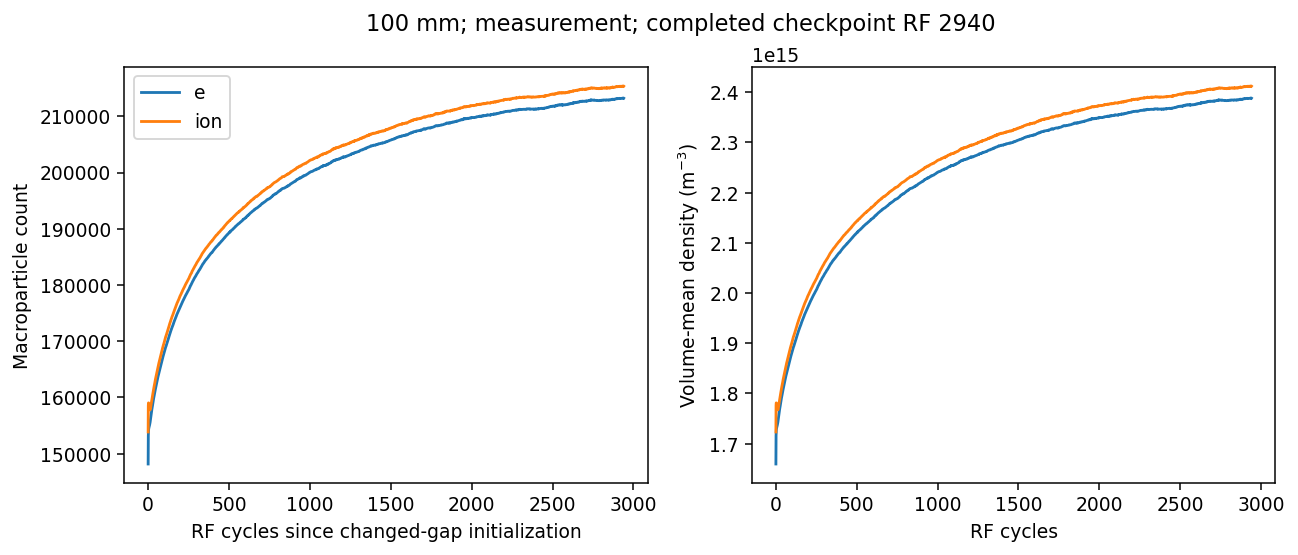 100 mm; measurement; completed checkpoint RF 2940
Macroparticle count
210000
200000
190000
180000
170000
160000
150000
e
ion
0 500 1000 1500 2000 2500 3000
RF cycles since changed-gap initialization
1e15
Volume-mean density (m⁻³)
2.4
2.3
2.2
2.1
2.0
1.9
1.8
1.7
0 500 1000 1500 2000 2500 3000
RF cycles